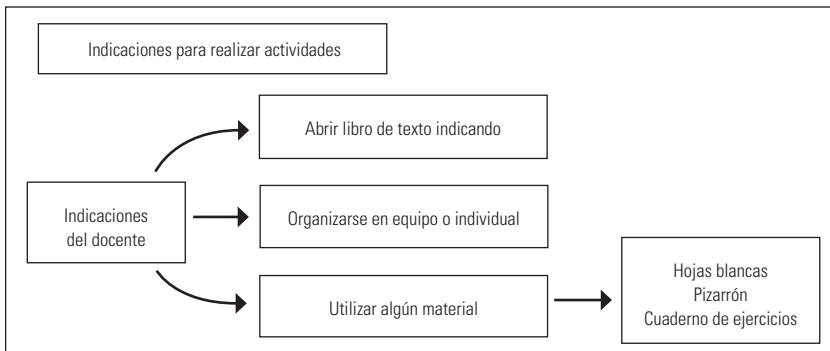 Indicaciones para realizar actividades
Abrir libro de texto indicando
Indicaciones
del docente
Organizarse en equipo o individual
Utilizar algún material
Hojas blancas
Pizarrón
Cuaderno de ejercicios